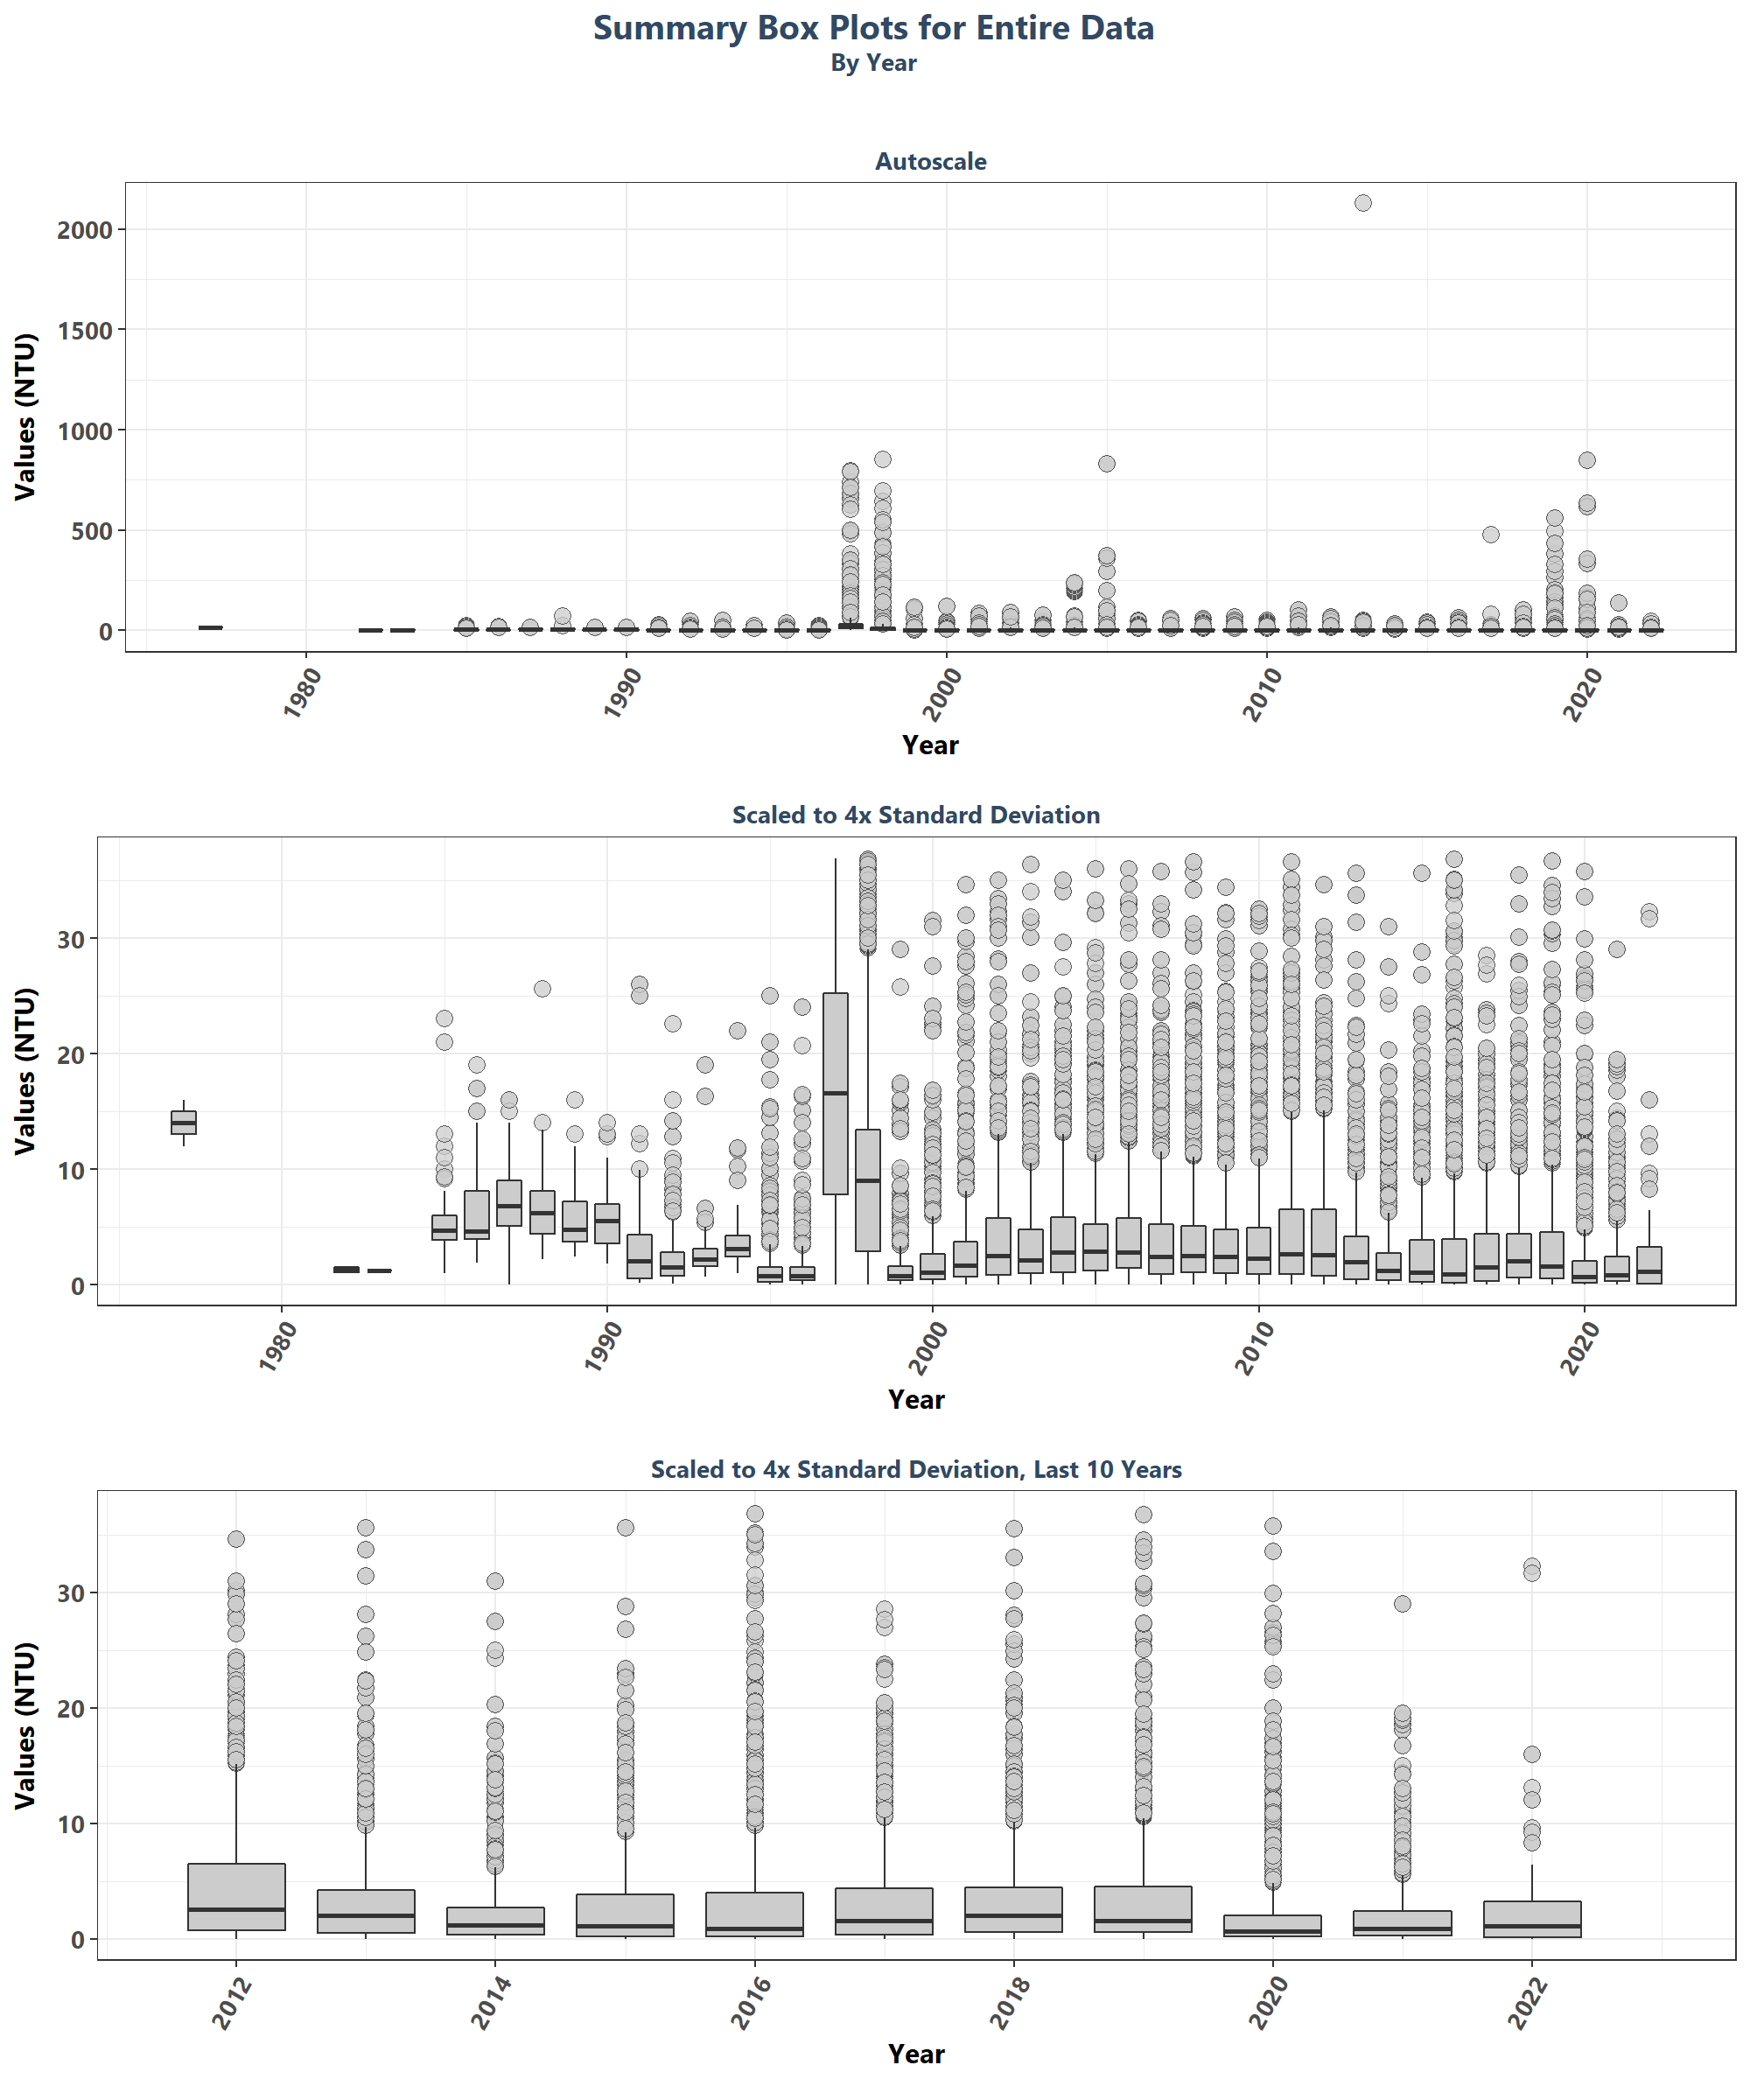 Summary Box Plots for Entire Data
By Year
Autoscale
Values (NTU)
2000
1500
1000
500
0
1980
1990
2000
2010
2020
Year
Scaled to 4x Standard Deviation
Values (NTU)
30
20
10
0
1980
1990
2000
2010
2020
Year
Scaled to 4x Standard Deviation, Last 10 Years
Values (NTU)
30
20
10
0
2012
2014
2016
2018
2020
2022
Year